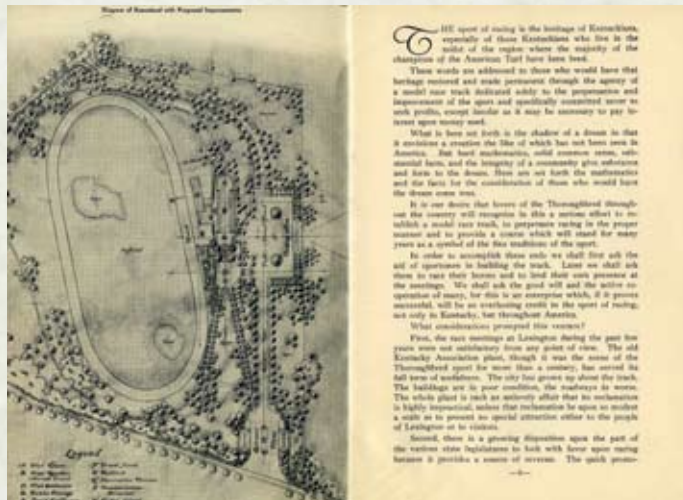 Diagram of Ramsland with Proposed Improvements
Legend
THE sport of racing is the heritage of Kentuckians,
especially of those Kentuckians who live in the
midst of the region where the majority of the
champions of the American Turf have been bred.
These words are addressed to those who would have that
heritage restored and made permanent through the agency of
a model race track dedicated solely to the perpetuation and
improvement of the sport and specifically committed never to
seek profits, except insofar as it may be necessary to pay in-
terest upon money used.
What is here set forth is the shadow of a dream in that
it envisions a creation the like of which has not been seen in
America. But hard mathematics, solid common sense, sub-
stantial facts, and the integrity of a community give substance
and form to the dream. Here are set forth the mathematics
and the facts for the consideration of those who would have
the dream come true.
It is our desire that lovers of the Thoroughbred through-
out the country will recognize in this a serious effort to es-
tablish a model race track, to perpetuate racing in the proper
manner and to provide a course which will stand for many
years as a symbol of the fine traditions of the sport.
In order to accomplish these ends we shall first ask the
aid of sportsmen in building the track. Later we shall ask
them to race their horses and to lend their own presence at
the meetings. We shall ask the good will and the active co-
operation of many, for this is an enterprise which, if it proves
successful, will be an everlasting credit to the sport of racing,
not only in Kentucky, but throughout America.
What considerations prompted this venture?
First, the race meetings at Lexington during the past few
years were not satisfactory from any point of view. The old
Kentucky Association plant, though it was the scene of the
Thoroughbred sport for more than a century, has served its
full term of usefulness. The city has grown up about the track.
The buildings are in poor condition, the roadways in worse.
The whole plant is such an unlovely affair that its reclamation
is highly impractical, unless that reclamation be upon so modest
a scale as to present no special attraction either to the people
of Lexington or to visitors.
Second, there is a growing disposition upon the part of
the various state legislatures to look with favor upon racing
because it provides a source of revenue. The quick promo-